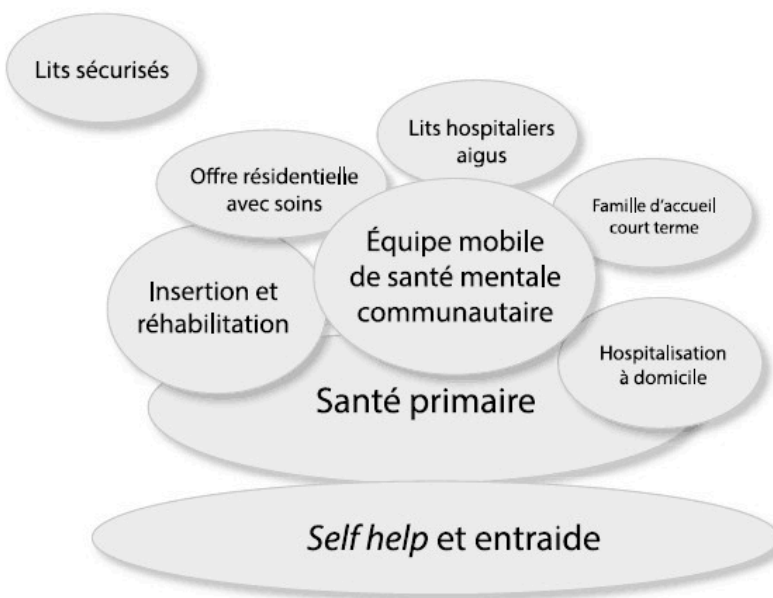 Lits sécurisés
Lits hospitaliers
aigus
Offre résidentielle
avec soins
Famille d'accueil
court terme
Équipe mobile
de santé mentale
communautaire
Insertion et
réhabilitation
Hospitalisation
à domicile
Santé primaire
Self help et entraide